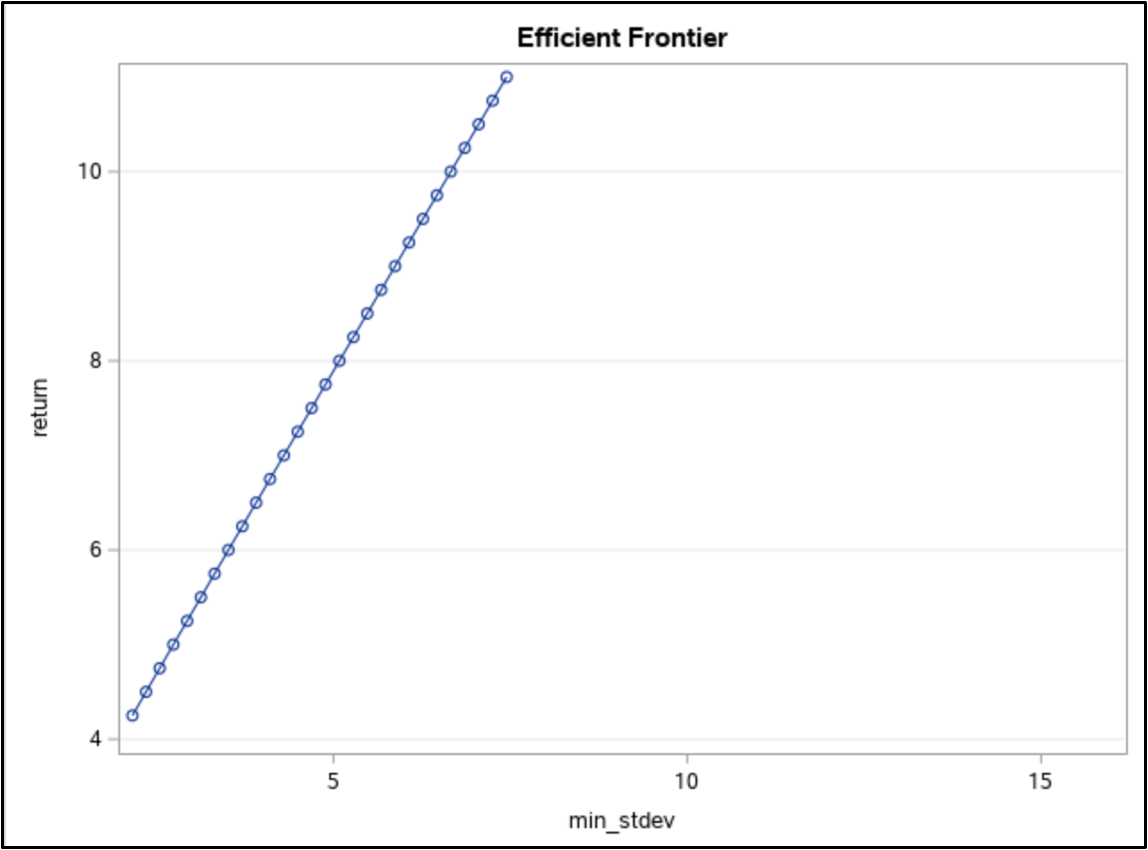 Efficient Frontier
10
8
6
4
return
5 10 15
min_stdev